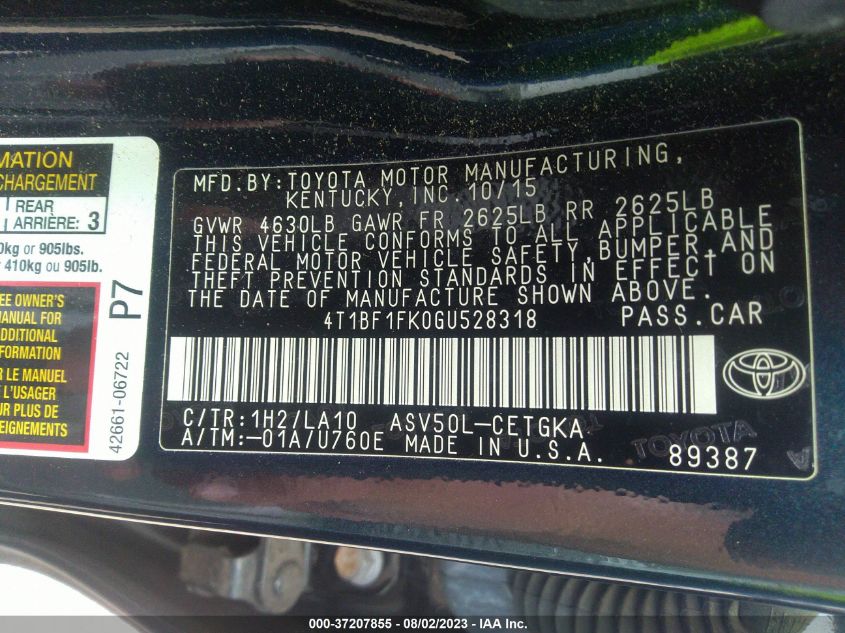 MATION
CHARGEMENT
REAR
ARRIÈRE: 3
0kg or 905lbs.
410kg ou 905lb.
EE OWNER'S
MANUAL FOR
ADDITIONAL
FORMATION
R LE MANUEL
L'USAGER
UR PLUS DE
SEIGNEMENTS
P7
42661-06722
MFD.BY:TOYOTA MOTOR MANUFACTURING,
KENTUCKY, INC. 10/15
GVWR 4630LB GAWR FR 2625LB RR 2625LB
THIS VEHICLE CONFORMS TO ALL APPLICABLE
FEDERAL MOTOR VEHICLE SAFETY,BUMPER,AND
THEFT PREVENTION STANDARDS IN EFFECT ON
THE DATE OF MANUFACTURE SHOWN ABOVE.
4T1BF1FK0GU528318 PASS.CAR
C/TR:1H2/LA10 ASV50L-CETGKA
A/TM:-01A/U760E MADE IN U.S.A.
TOYOTA
89387
000-37207855 - 08/02/2023 - IAA Inc.